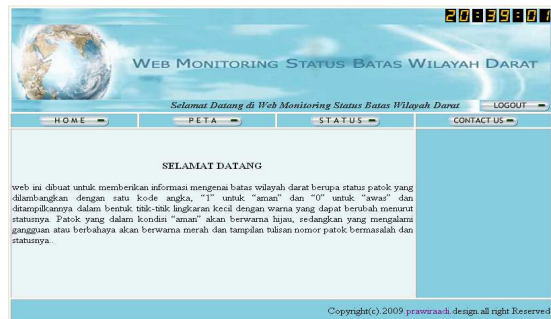 20:39:01
WEB MONITORING STATUS BATAS WILAYAH DARAT
Selamat Datang di Web Monitoring Status Batas Wilayah Darat
LOGOUT
HOME
PETA
STATUS
CONTACT US
SELAMAT DATANG
web ini dibuat untuk memberikan informasi mengenai batas wilayah darat berupa status patok yang
dilambangkan dengan satu kode angka, "1" untuk "aman" dan "0" untuk "awas" dan
ditampilkannya dalam bentuk titik-titik lingkaran kecil dengan warna yang dapat berubah menurut
statusnya. Patok yang dalam kondisi "aman" akan berwarna hijau, sedangkan yang mengalami
gangguan atau berbahaya akan berwarna merah dan tampilan tulisan nomor patok bermasalah dan
statusnya..
Copyright(c).2009.prawiraadi.design.all right Reserved